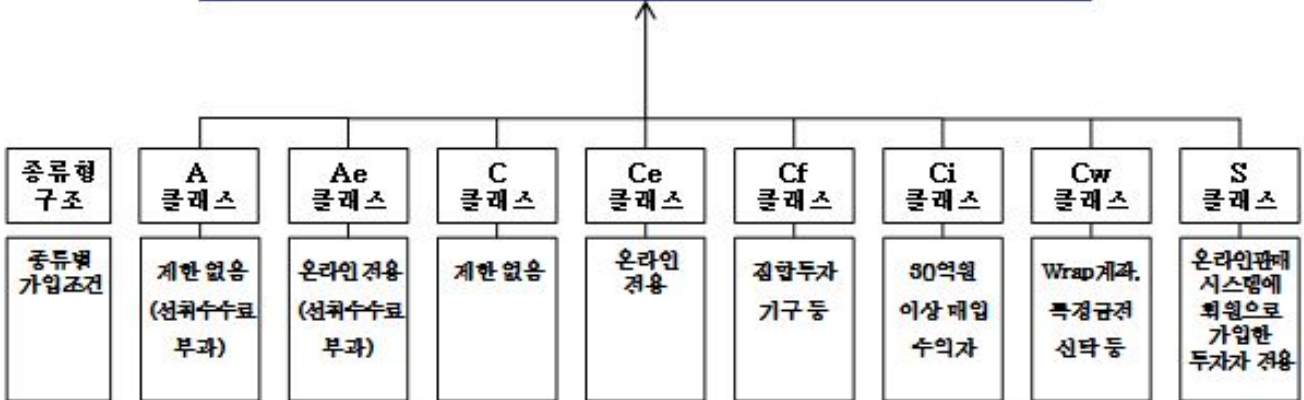 종류형
구조
A
클래스
Ae
클래스
C
클래스
Ce
클래스
Cf
클래스
Ci
클래스
Cw
클래스
S
클래스
종류별
가입조건
제한 없음
(선취수수료
부과)
온라인 전용
(선취수수료
부과)
제한 없음
온라인
전용
집합투자
기구 등
30억원
이상 매입
수익자
Wrap계좌,
특정금전
신탁 등
온라인판매
시스템에
회원으로
가입한
투자자 전용